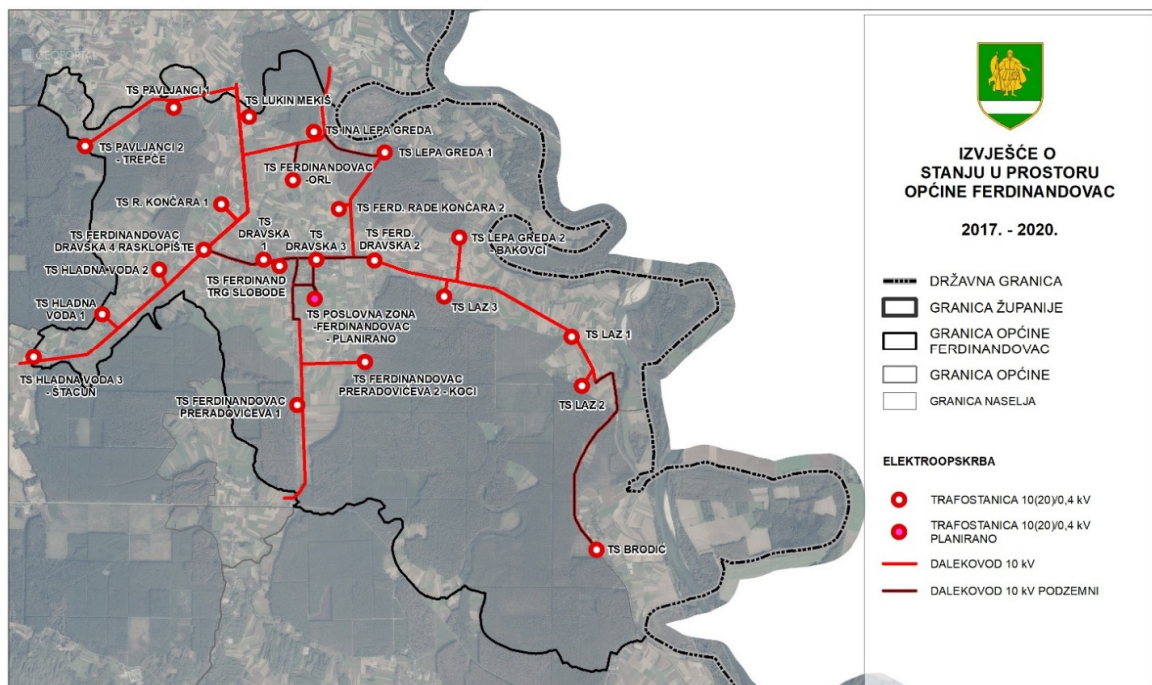 TS PAVLJANCI 1
TS LUKIN MEKIŠ
TS INA LEPA GREDA
TS PAVLJANCI 2
- TREPČE
TS LEPA GREDA 1
TS FERDINANDOVAC
-ORL
TS R. KONČARA 1
TS FERD. RADE KONČARA 2
TS FERDINANDOVAC
DRAVSKA 4 RASKLOPIŠTE
TS
DRAVSKA
1
TS
DRAVSKA 3
TS FERD.
DRAVSKA 2
TS LEPA GREDA 2
- BAKOVCI
TS HLADNA VODA 2
TS FERDINAND
TRG SLOBODE
TS HLADNA
VODA 1
TS POSLOVNA ZONA
-FERDINANDOVAC
- PLANIRANO
TS LAZ 3
TS LAZ 1
TS HLADNA VODA 3
- ŠTACUN
TS FERDINANDOVAC
PRERADOVIĆEVA 2 - KOCI
TS LAZ 2
TS FERDINANDOVAC
PRERADOVIĆEVA 1
TS BRODIĆ
IZVJEŠĆE O
STANJU U PROSTORU
OPĆINE FERDINANDOVAC
2017. - 2020.
DRŽAVNA GRANICA
GRANICA ŽUPANIJE
GRANICA OPĆINE
FERDINANDOVAC
GRANICA OPĆINE
GRANICA NASELJA
ELEKTROOPSKRBA
TRAFOSTANICA 10(20)/0,4 kV
TRAFOSTANICA 10(20)/0,4 kV
PLANIRANO
DALEKOVOD 10 kV
DALEKOVOD 10 kV PODZEMNI